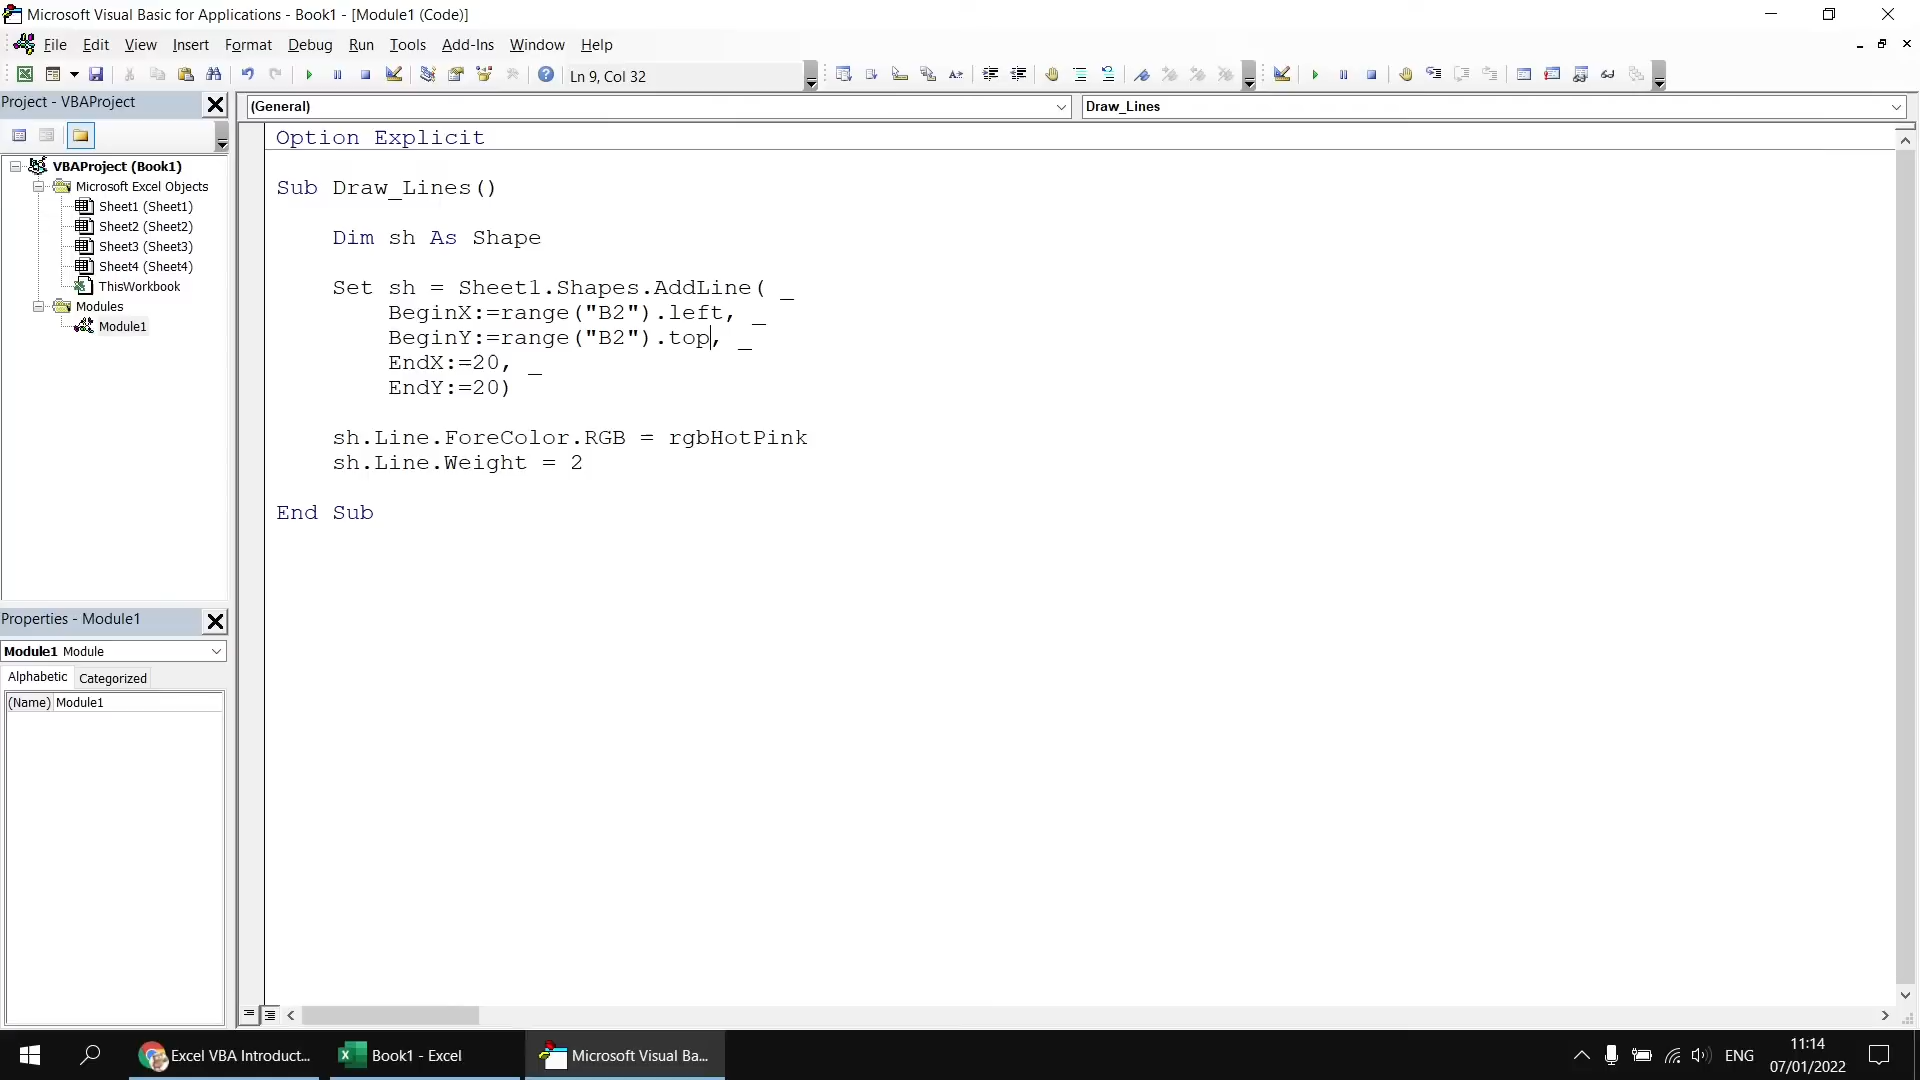 Microsoft Visual Basic for Applications - Book1 - [Module1 (Code)]
File Edit View Insert Format Debug Run Tools Add-Ins Window Help
Ln 9, Col 32
Project - VBAProject
(General)
Draw_Lines
VBAProject (Book1)
Microsoft Excel Objects
Sheet1 (Sheet1)
Sheet2 (Sheet2)
Sheet3 (Sheet3)
Sheet4 (Sheet4)
ThisWorkbook
Modules
Module1
Option Explicit
Sub Draw_Lines()
Dim sh As Shape
Set sh = Sheet1.Shapes.AddLine( _
BeginX:=range("B2").left, _
BeginY:=range("B2").top, _
EndX:=20, _
EndY:=20)
sh.Line.ForeColor.RGB = rgbHotPink
sh.Line.Weight = 2
End Sub
Properties - Module1
Module1 Module
Alphabetic Categorized
(Name) Module1
Excel VBA Introduct...
Book1 - Excel
Microsoft Visual Ba...
ENG
11:14
07/01/2022